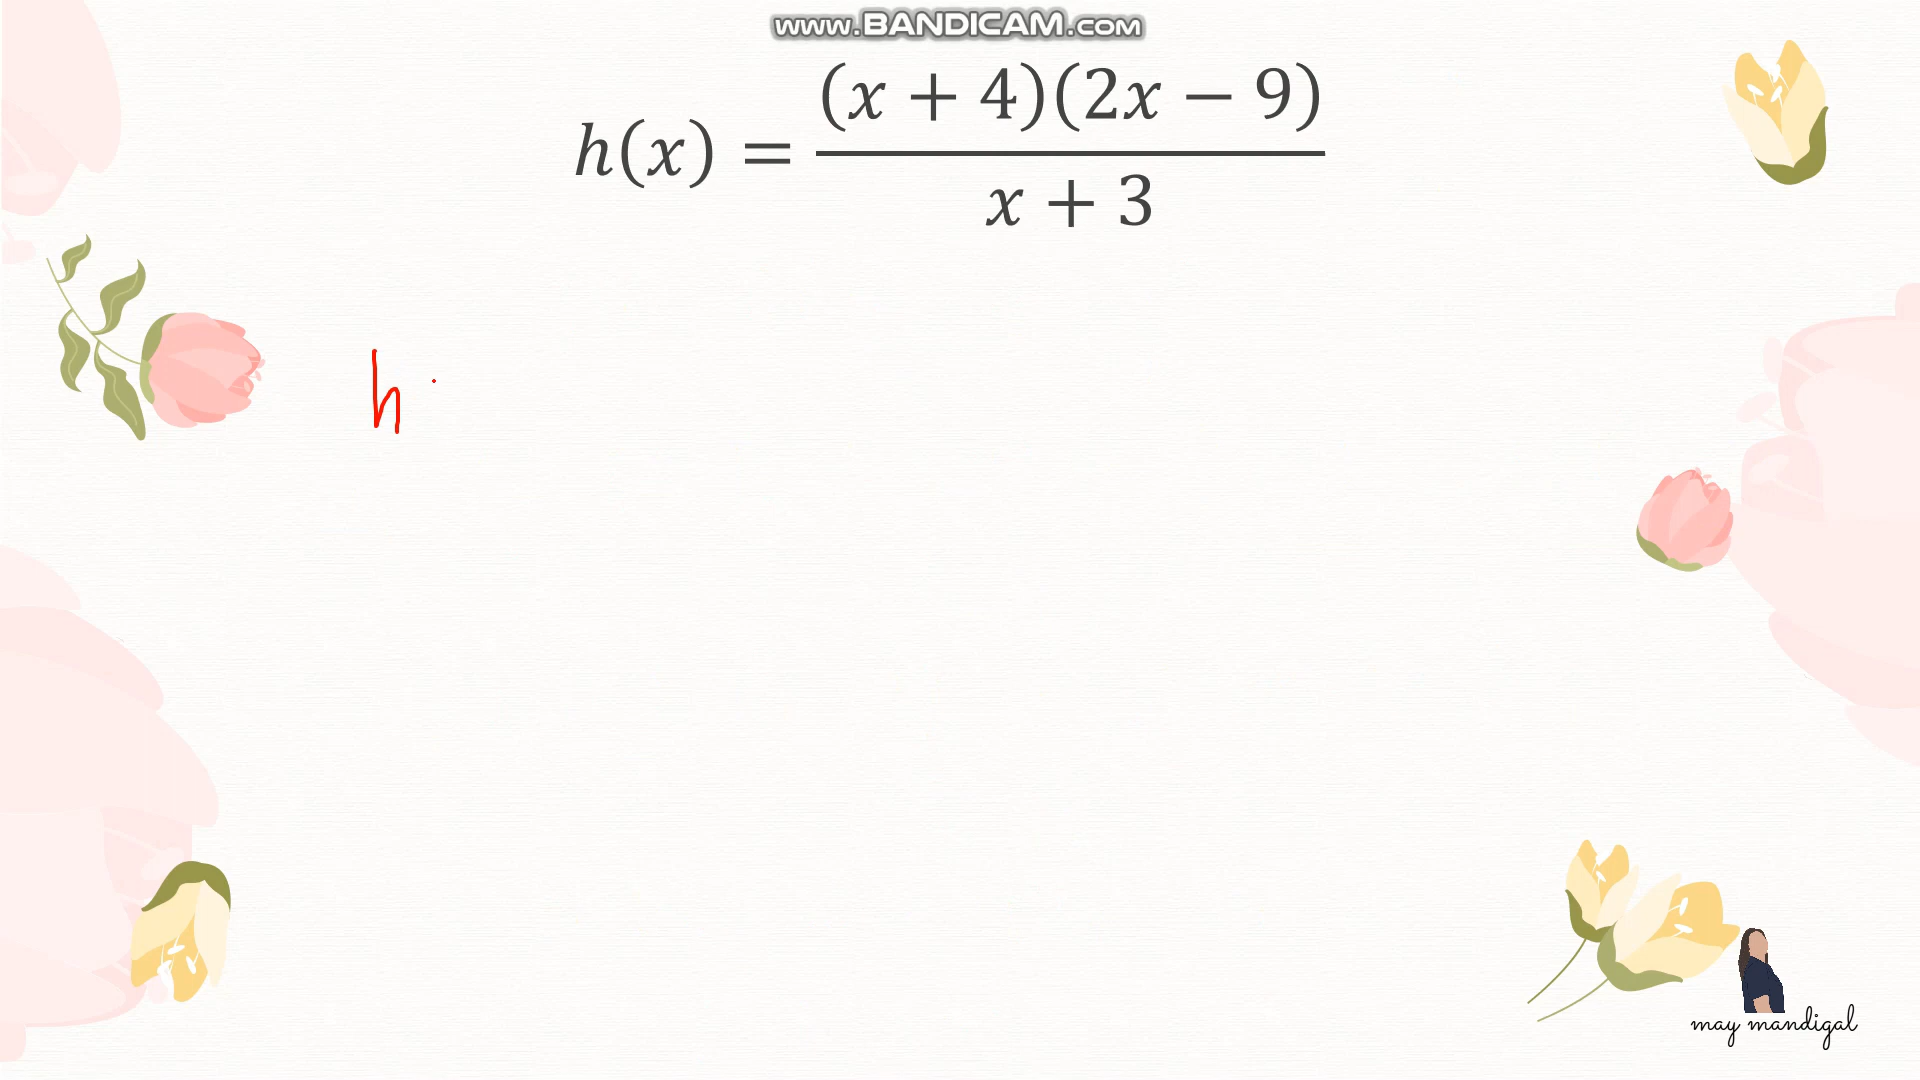 www.BANDICAM.com
h(x) = (x + 4)(2x − 9) / x + 3
h
may mandigal